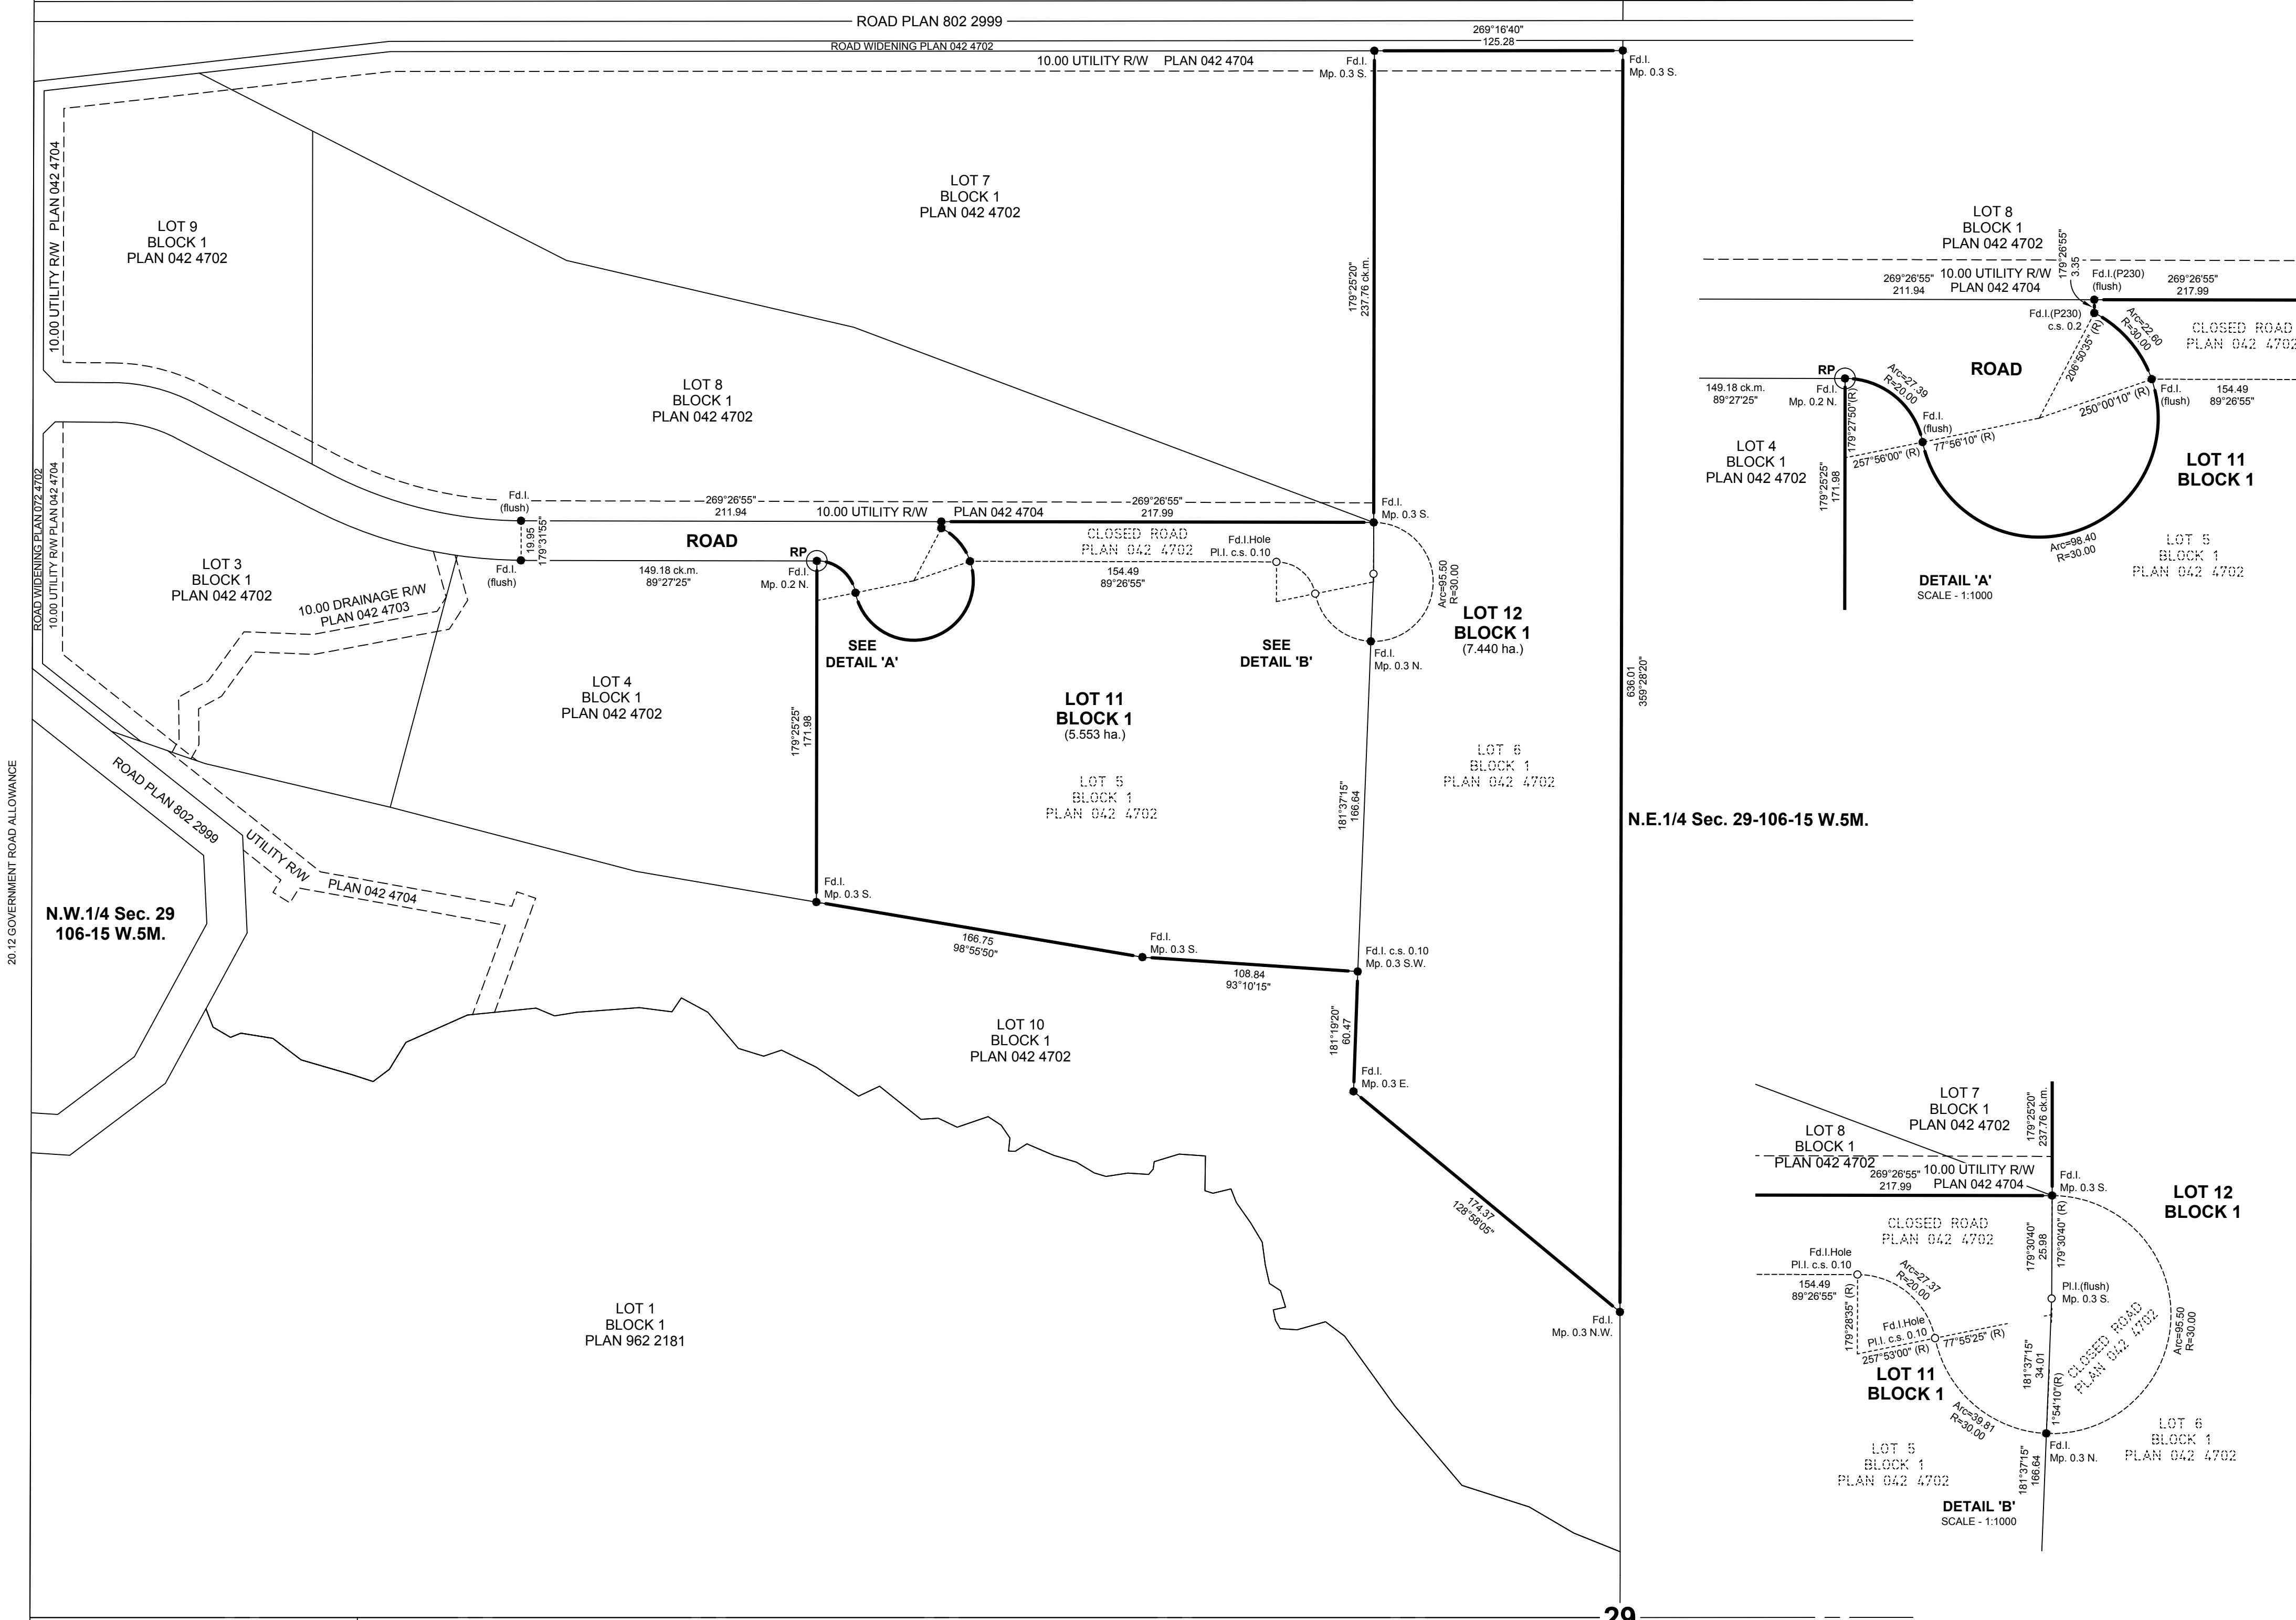 ROAD PLAN 802 2999
ROAD WIDENING PLAN 042 4702
269°16'40"
125.28
10.00 UTILITY R/W PLAN 042 4704
Fd.I.
Mp. 0.3 S.
Fd.I.
Mp. 0.3 S.
10.00 UTILITY R/W PLAN 042 4704
LOT 9
BLOCK 1
PLAN 042 4702
LOT 7
BLOCK 1
PLAN 042 4702
179°25'20"
237.76 ck.m.
LOT 8
BLOCK 1
PLAN 042 4702
ROAD WIDENING PLAN 072 4702
10.00 UTILITY R/W PLAN 042 4704
Fd.I.
(flush)
269°26'55"
211.94
10.00 UTILITY R/W PLAN 042 4704
269°26'55"
217.99
Fd.I.
Mp. 0.3 S.
19.95
179°31'55"
ROAD
RP
CLOSED ROAD
PLAN 042 4702
Fd.I.Hole
Pl.I. c.s. 0.10
Fd.I.
(flush)
149.18 ck.m.
89°27'25"
Fd.I.
Mp. 0.2 N.
154.49
89°26'55"
Arc=95.50
R=30.00
LOT 3
BLOCK 1
PLAN 042 4702
10.00 DRAINAGE R/W
PLAN 042 4703
LOT 12
BLOCK 1
(7.440 ha.)
SEE
DETAIL 'A'
SEE
DETAIL 'B'
Fd.I.
Mp. 0.3 N.
LOT 4
BLOCK 1
PLAN 042 4702
179°25'25"
171.98
LOT 11
BLOCK 1
(5.553 ha.)
636.01
359°28'20"
LOT 5
BLOCK 1
PLAN 042 4702
LOT 6
BLOCK 1
PLAN 042 4702
181°37'15"
166.64
N.E.1/4 Sec. 29-106-15 W.5M.
20.12 GOVERNMENT ROAD ALLOWANCE
ROAD PLAN 802 2999
UTILITY R/W
PLAN 042 4704
N.W.1/4 Sec. 29
106-15 W.5M.
Fd.I.
Mp. 0.3 S.
166.75
98°55'50"
Fd.I.
Mp. 0.3 S.
108.84
93°10'15"
Fd.I. c.s. 0.10
Mp. 0.3 S.W.
181°19'20"
60.47
LOT 10
BLOCK 1
PLAN 042 4702
Fd.I.
Mp. 0.3 E.
174.37
128°58'05"
Fd.I.
Mp. 0.3 N.W.
LOT 1
BLOCK 1
PLAN 962 2181
29
LOT 8
BLOCK 1
PLAN 042 4702
269°26'55"
211.94
10.00 UTILITY R/W
PLAN 042 4704
179°26'55"
3.35
Fd.I.(P230)
(flush)
269°26'55"
217.99
Fd.I.(P230)
c.s. 0.2
206°50'35" (R)
Arc=22.60
R=30.00
CLOSED ROAD
PLAN 042 4702
RP
ROAD
149.18 ck.m.
89°27'25"
Fd.I.
Mp. 0.2 N.
Arc=27.39
R=20.00
179°27'50"(R)
Fd.I.
(flush)
257°56'00" (R)
77°56'10" (R)
250°00'10" (R)
Fd.I.
(flush)
154.49
89°26'55"
LOT 4
BLOCK 1
PLAN 042 4702
179°25'25"
171.98
LOT 11
BLOCK 1
Arc=98.40
R=30.00
LOT 5
BLOCK 1
PLAN 042 4702
DETAIL 'A'
SCALE - 1:1000
LOT 7
BLOCK 1
PLAN 042 4702
179°25'20"
237.76 ck.m.
LOT 8
BLOCK 1
PLAN 042 4702
269°26'55"
217.99
10.00 UTILITY R/W
PLAN 042 4704
Fd.I.
Mp. 0.3 S.
LOT 12
BLOCK 1
CLOSED ROAD
PLAN 042 4702
179°30'40"
25.98
179°30'40" (R)
Fd.I.Hole
Pl.I. c.s. 0.10
154.49
89°26'55"
Arc=27.37
R=20.00
Pl.I.(flush)
Mp. 0.3 S.
179°28'35" (R)
Fd.I.Hole
Pl.I. c.s. 0.10
257°53'00" (R)
77°55'25" (R)
CLOSED ROAD
PLAN 042 4702
Arc=95.50
R=30.00
181°37'15"
34.01
1°54'10"(R)
LOT 11
BLOCK 1
Arc=39.81
R=30.00
Fd.I.
Mp. 0.3 N.
LOT 5
BLOCK 1
PLAN 042 4702
LOT 6
BLOCK 1
PLAN 042 4702
181°37'15"
166.64
DETAIL 'B'
SCALE - 1:1000